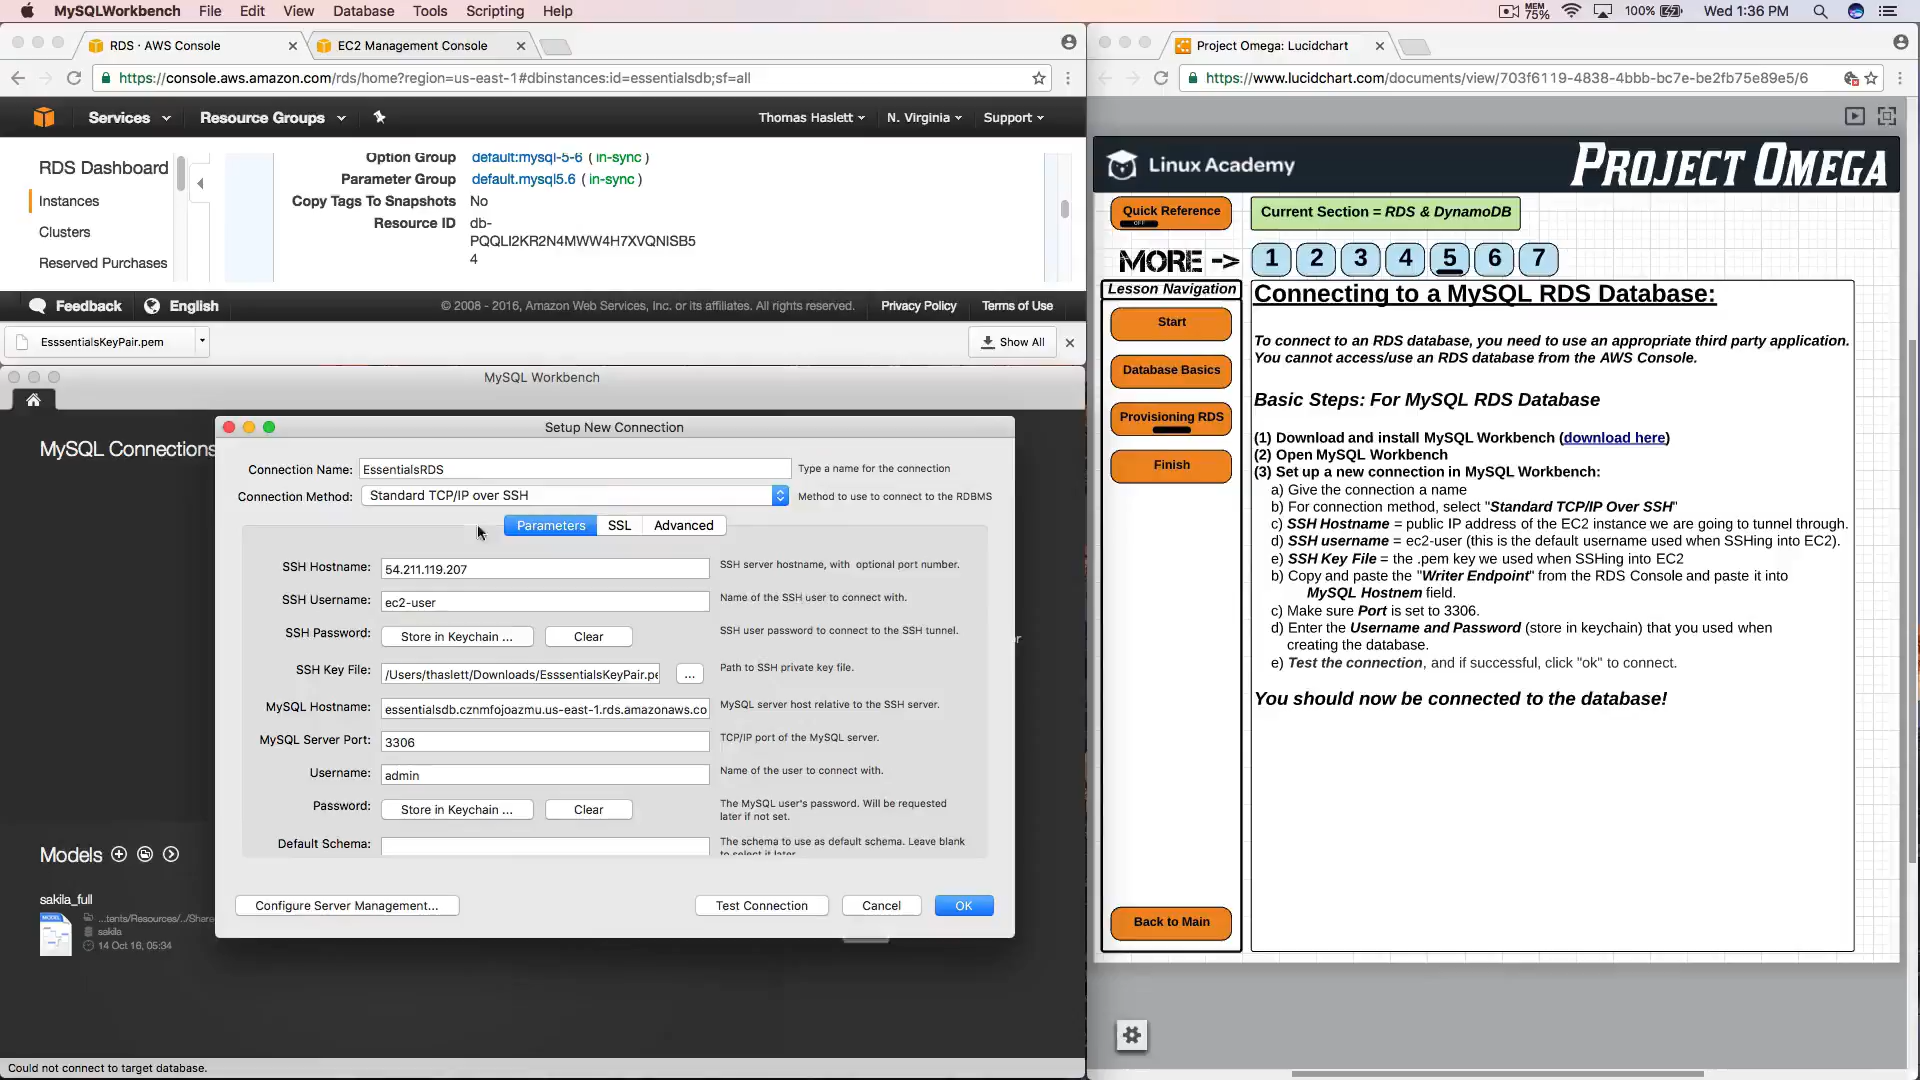 MySQLWorkbench File Edit View Database Tools Scripting Help
MEM 75% 100% Wed 1:36 PM
RDS · AWS Console EC2 Management Console
https://console.aws.amazon.com/rds/home?region=us-east-1#dbinstances:id=essentialsdb;sf=all
Services Resource Groups Thomas Haslett N. Virginia Support
RDS Dashboard
Instances
Clusters
Reserved Purchases
Option Group default:mysql-5-6 ( in-sync )
Parameter Group default.mysql5.6 ( in-sync )
Copy Tags To Snapshots No
Resource ID db-
PQQLI2KR2N4MWW4H7XVQNISB5
4
Feedback English © 2008 - 2016, Amazon Web Services, Inc. or its affiliates. All rights reserved. Privacy Policy Terms of Use
EsssentialsKeyPair.pem Show All
MySQL Workbench
MySQL Connections
Setup New Connection
Connection Name: EssentialsRDS Type a name for the connection
Connection Method: Standard TCP/IP over SSH Method to use to connect to the RDBMS
Parameters SSL Advanced
SSH Hostname: 54.211.119.207 SSH server hostname, with optional port number.
SSH Username: ec2-user Name of the SSH user to connect with.
SSH Password: Store in Keychain ... Clear SSH user password to connect to the SSH tunnel.
SSH Key File: /Users/thaslett/Downloads/EsssentialsKeyPair.pe ... Path to SSH private key file.
MySQL Hostname: essentialsdb.cznmfojoazmu.us-east-1.rds.amazonaws.co MySQL server host relative to the SSH server.
MySQL Server Port: 3306 TCP/IP port of the MySQL server.
Username: admin Name of the user to connect with.
Password: Store in Keychain ... Clear The MySQL user's password. Will be requested
later if not set.
Default Schema: The schema to use as default schema. Leave blank
to select it later.
Configure Server Management... Test Connection Cancel OK
or
Models
sakila_full
MODEL
...tents/Resources/../Share
sakila
14 Oct 16, 05:34
Could not connect to target database.
Project Omega: Lucidchart
https://www.lucidchart.com/documents/view/703f6119-4838-4bbb-bc7e-be2fb75e89e5/6
Linux Academy PROJECT OMEGA
Quick Reference
OFF
Current Section = RDS & DynamoDB
MORE -> 1 2 3 4 5 6 7
Lesson Navigation
Start
Database Basics
Provisioning RDS
Finish
Back to Main
Connecting to a MySQL RDS Database:
To connect to an RDS database, you need to use an appropriate third party application.
You cannot access/use an RDS database from the AWS Console.
Basic Steps: For MySQL RDS Database
(1) Download and install MySQL Workbench (download here)
(2) Open MySQL Workbench
(3) Set up a new connection in MySQL Workbench:
a) Give the connection a name
b) For connection method, select "Standard TCP/IP Over SSH"
c) SSH Hostname = public IP address of the EC2 instance we are going to tunnel through.
d) SSH username = ec2-user (this is the default username used when SSHing into EC2).
e) SSH Key File = the .pem key we used when SSHing into EC2
b) Copy and paste the "Writer Endpoint" from the RDS Console and paste it into
MySQL Hostnem field.
c) Make sure Port is set to 3306.
d) Enter the Username and Password (store in keychain) that you used when
creating the database.
e) Test the connection, and if successful, click "ok" to connect.
You should now be connected to the database!